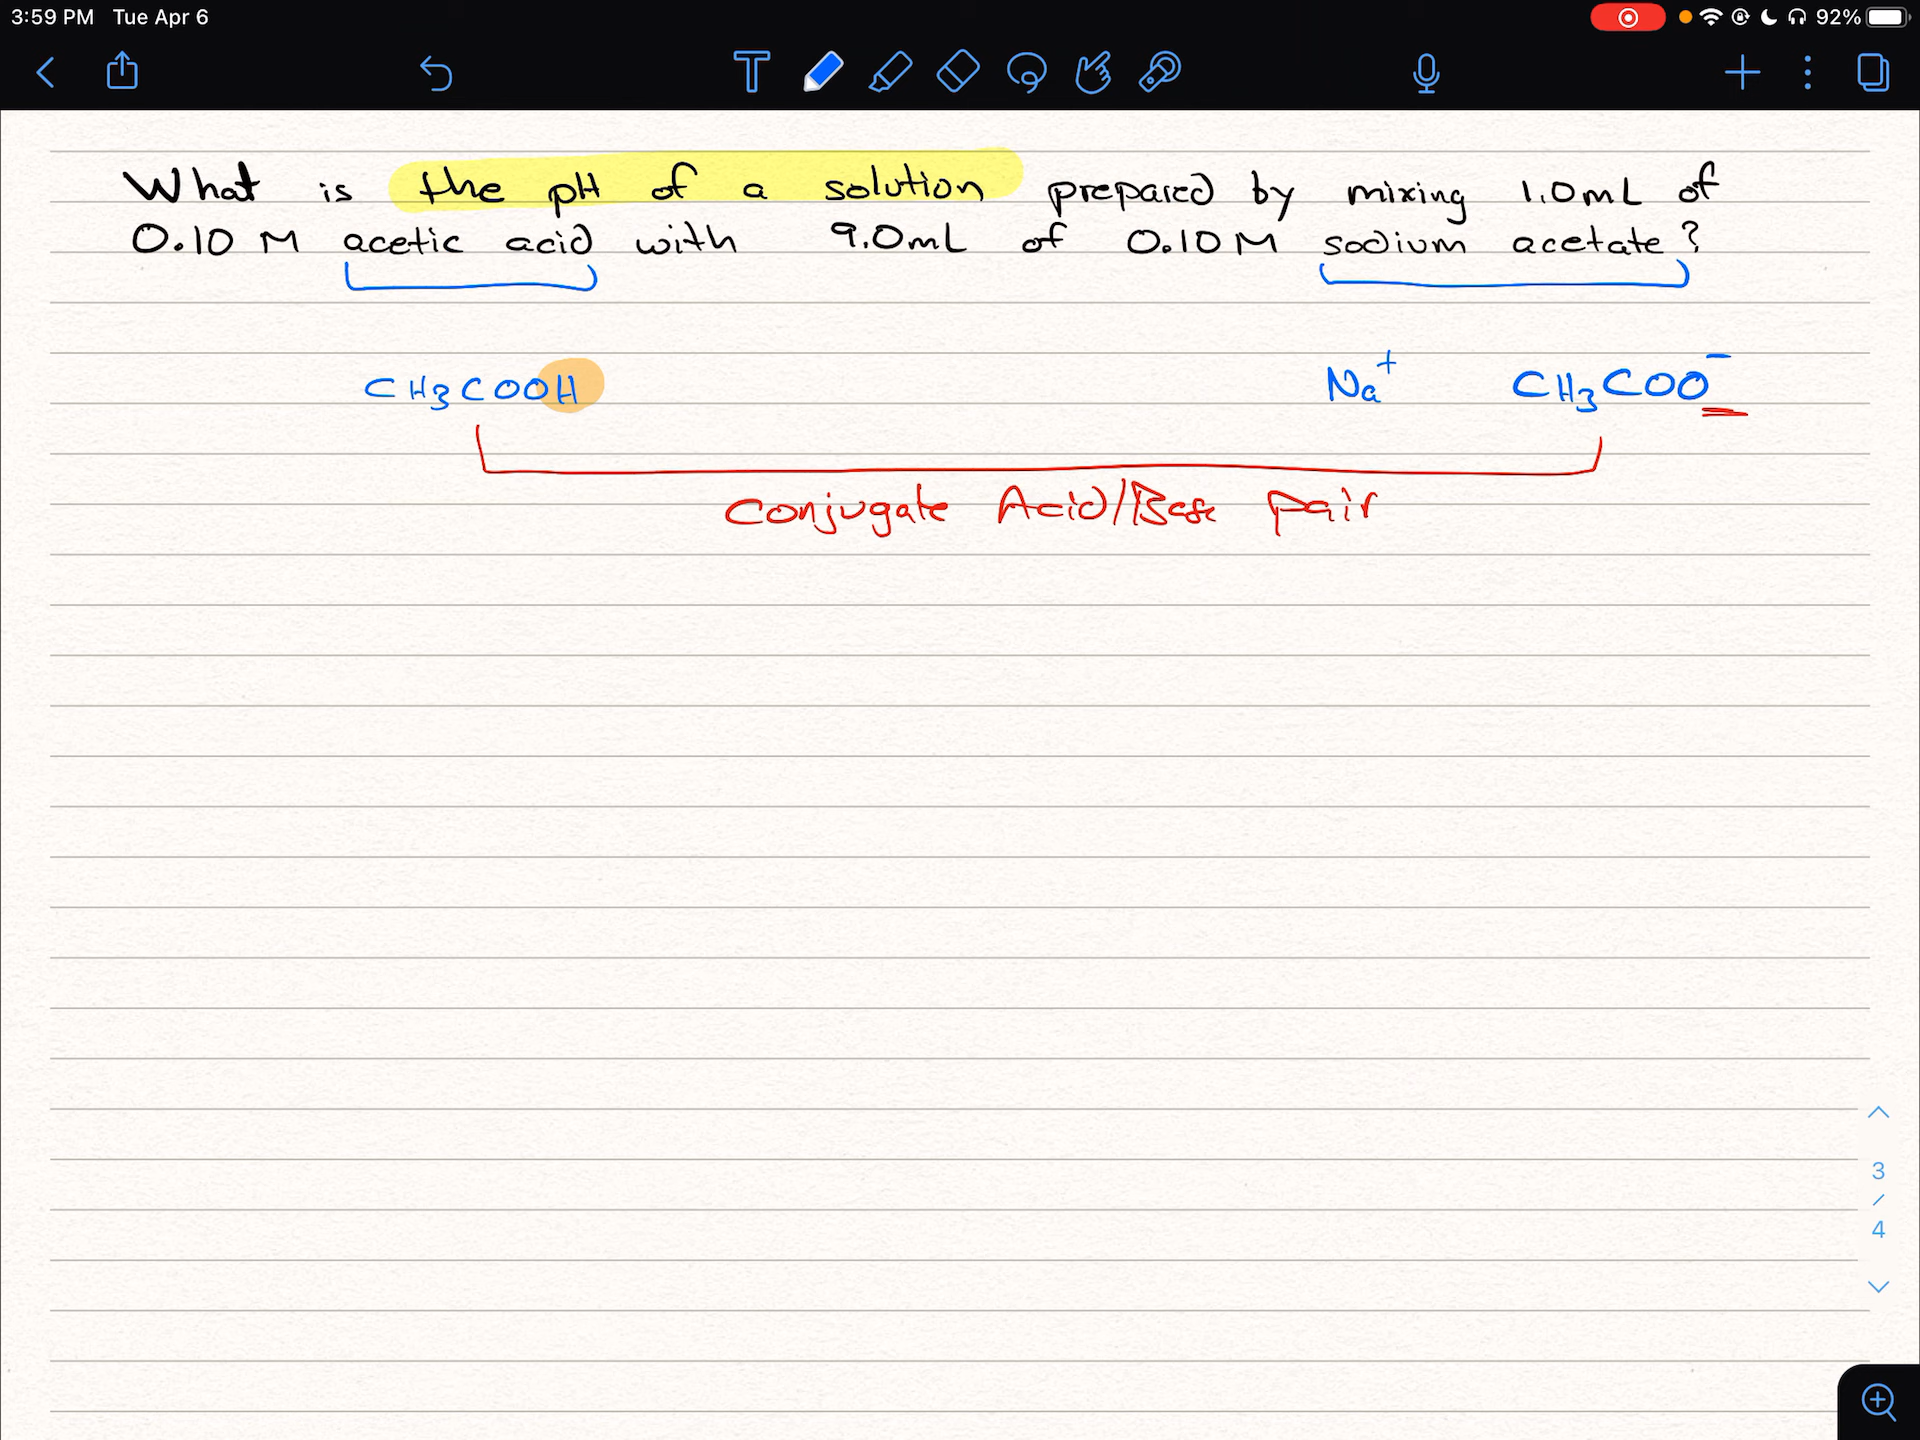 3:59 PM Tue Apr 6 92%
T
What is the pH of a solution prepared by mixing 1.0mL of
0.10 M acetic acid with 9.0mL of 0.10M sodium acetate?
CH₃COOH Na⁺ CH₃COO⁻
Conjugate Acid/Base pair
3
/
4